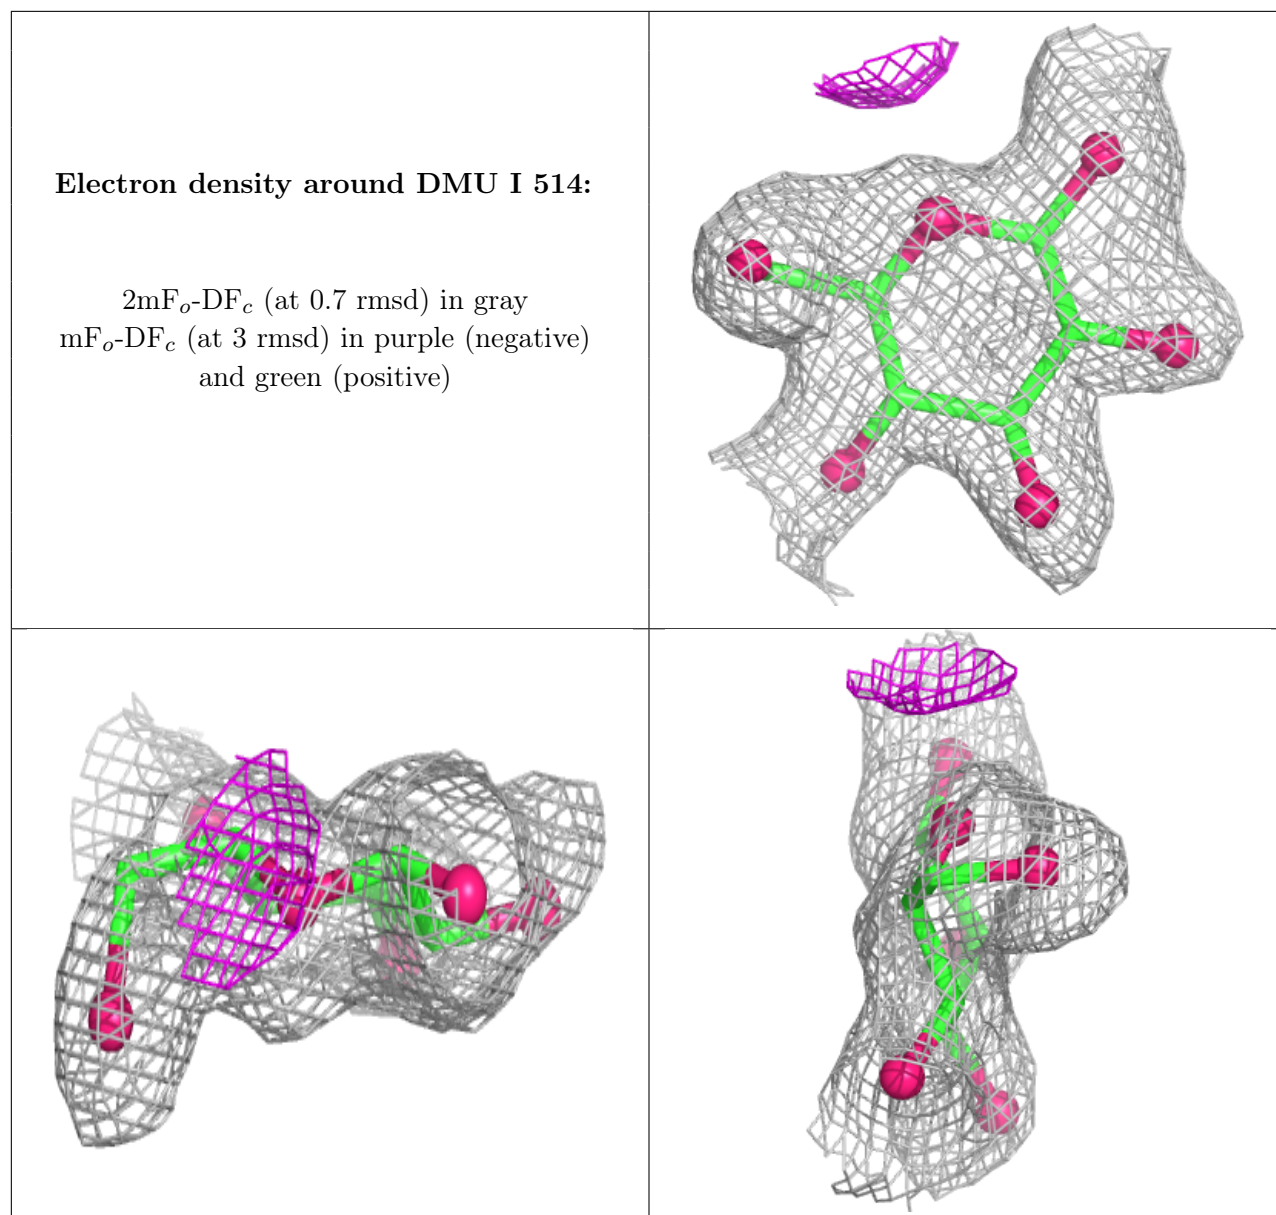 Electron density around DMU I 514:
2mFₒ-DF𝒸 (at 0.7 rmsd) in gray
mFₒ-DF𝒸 (at 3 rmsd) in purple (negative)
and green (positive)